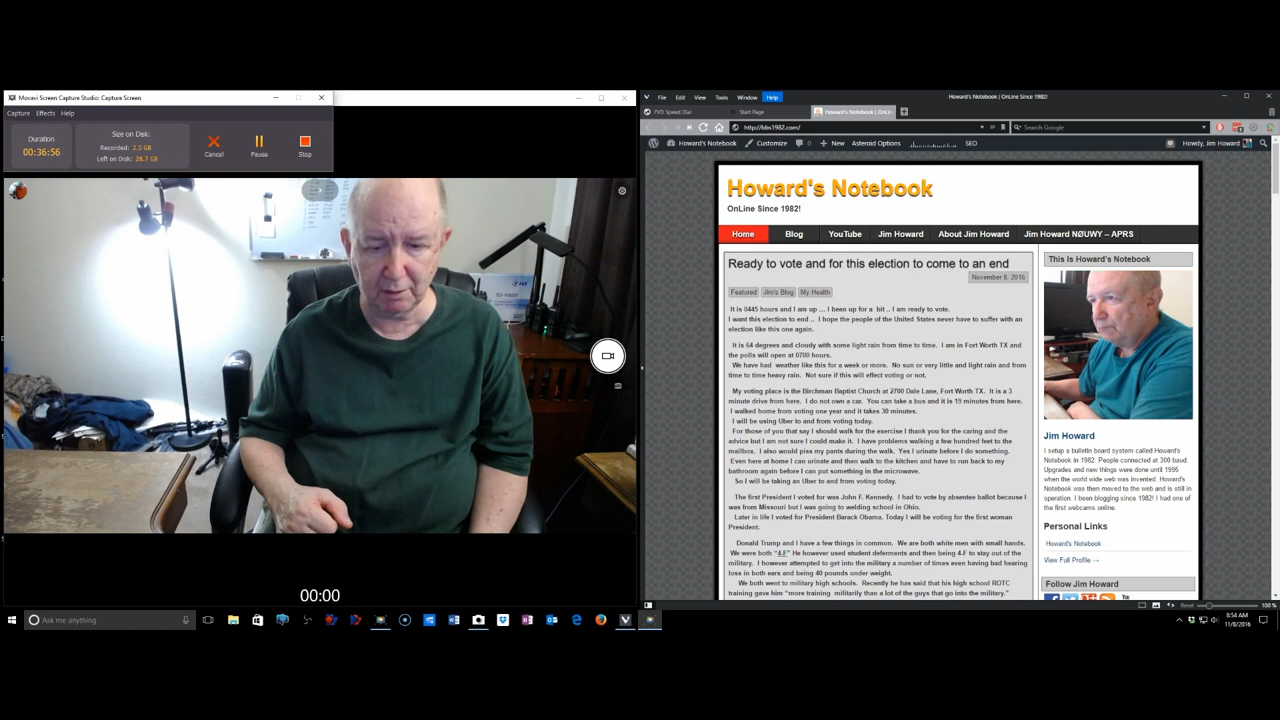 Movavi Screen Capture Studio: Capture Screen.
Capture Effects Help
Duration
00:36:56
Size on Disk:
Recorded: 2.5 GB
Left on Disk: 28.7 GB
Cancel
Pause
Stop
00:00
Ask me anything
File Edit View Tools Window Help
Howard's Notebook | OnLine Since 1982!
FVD Speed Dial
Start Page
Howard's Notebook | OnLi
http://bbs1982.com/
Search Google
Howard's Notebook Customize 0 New Asteroid Options SEO
Howdy, Jim Howard
Howard's Notebook
OnLine Since 1982!
Home Blog YouTube Jim Howard About Jim Howard Jim Howard NØUWY – APRS
Ready to vote and for this election to come to an end
November 8, 2016
Featured Jim's Blog My Health
It is 0445 hours and I am up … I been up for a bit .. I am ready to vote.
I want this election to end .. I hope the people of the United States never have to suffer with an
election like this one again.
It is 64 degrees and cloudy with some light rain from time to time. I am in Fort Worth TX and
the polls will open at 0700 hours.
We have had weather like this for a week or more. No sun or very little and light rain and from
time to time heavy rain. Not sure if this will effect voting or not.
My voting place is the Birchman Baptist Church at 2700 Dale Lane, Fort Worth TX. It is a 3
minute drive from here. I do not own a car. You can take a bus and it is 19 minutes from here.
I walked home from voting one year and it takes 30 minutes.
I will be using Uber to and from voting today.
For those of you that say I should walk for the exercise I thank you for the caring and the
advice but I am not sure I could make it. I have problems walking a few hundred feet to the
mailbox. I also would piss my pants during the walk. Yes I urinate before I do something.
Even here at home I can urinate and then walk to the kitchen and have to run back to my
bathroom again before I can put something in the microwave.
So I will be taking an Uber to and from voting today.
The first President I voted for was John F. Kennedy. I had to vote by absentee ballot because I
was from Missouri but I was going to welding school in Ohio.
Later in life I voted for President Barack Obama. Today I will be voting for the first woman
President.
Donald Trump and I have a few things in common. We are both white men with small hands.
We were both "4-F" He however used student deferments and then being 4-F to stay out of the
military. I however attempted to get into the military a number of times even having bad hearing
loss in both ears and being 40 pounds under weight.
We both went to military high schools. Recently he has said that his high school ROTC
training gave him "more training militarily than a lot of the guys that go into the military."
This Is Howard's Notebook
Jim Howard
I setup a bulletin board system called Howard's
Notebook in 1982. People connected at 300 baud
Upgrades and new things were done until 1995
when the world wide web was invented. Howard's
Notebook was then moved to the web and is still in
operation. I been blogging since 1982! I had one of
the first webcams online.
Personal Links
Howard's Notebook
View Full Profile →
Follow Jim Howard
You
Reset
100 %
8:54 AM
11/8/2016